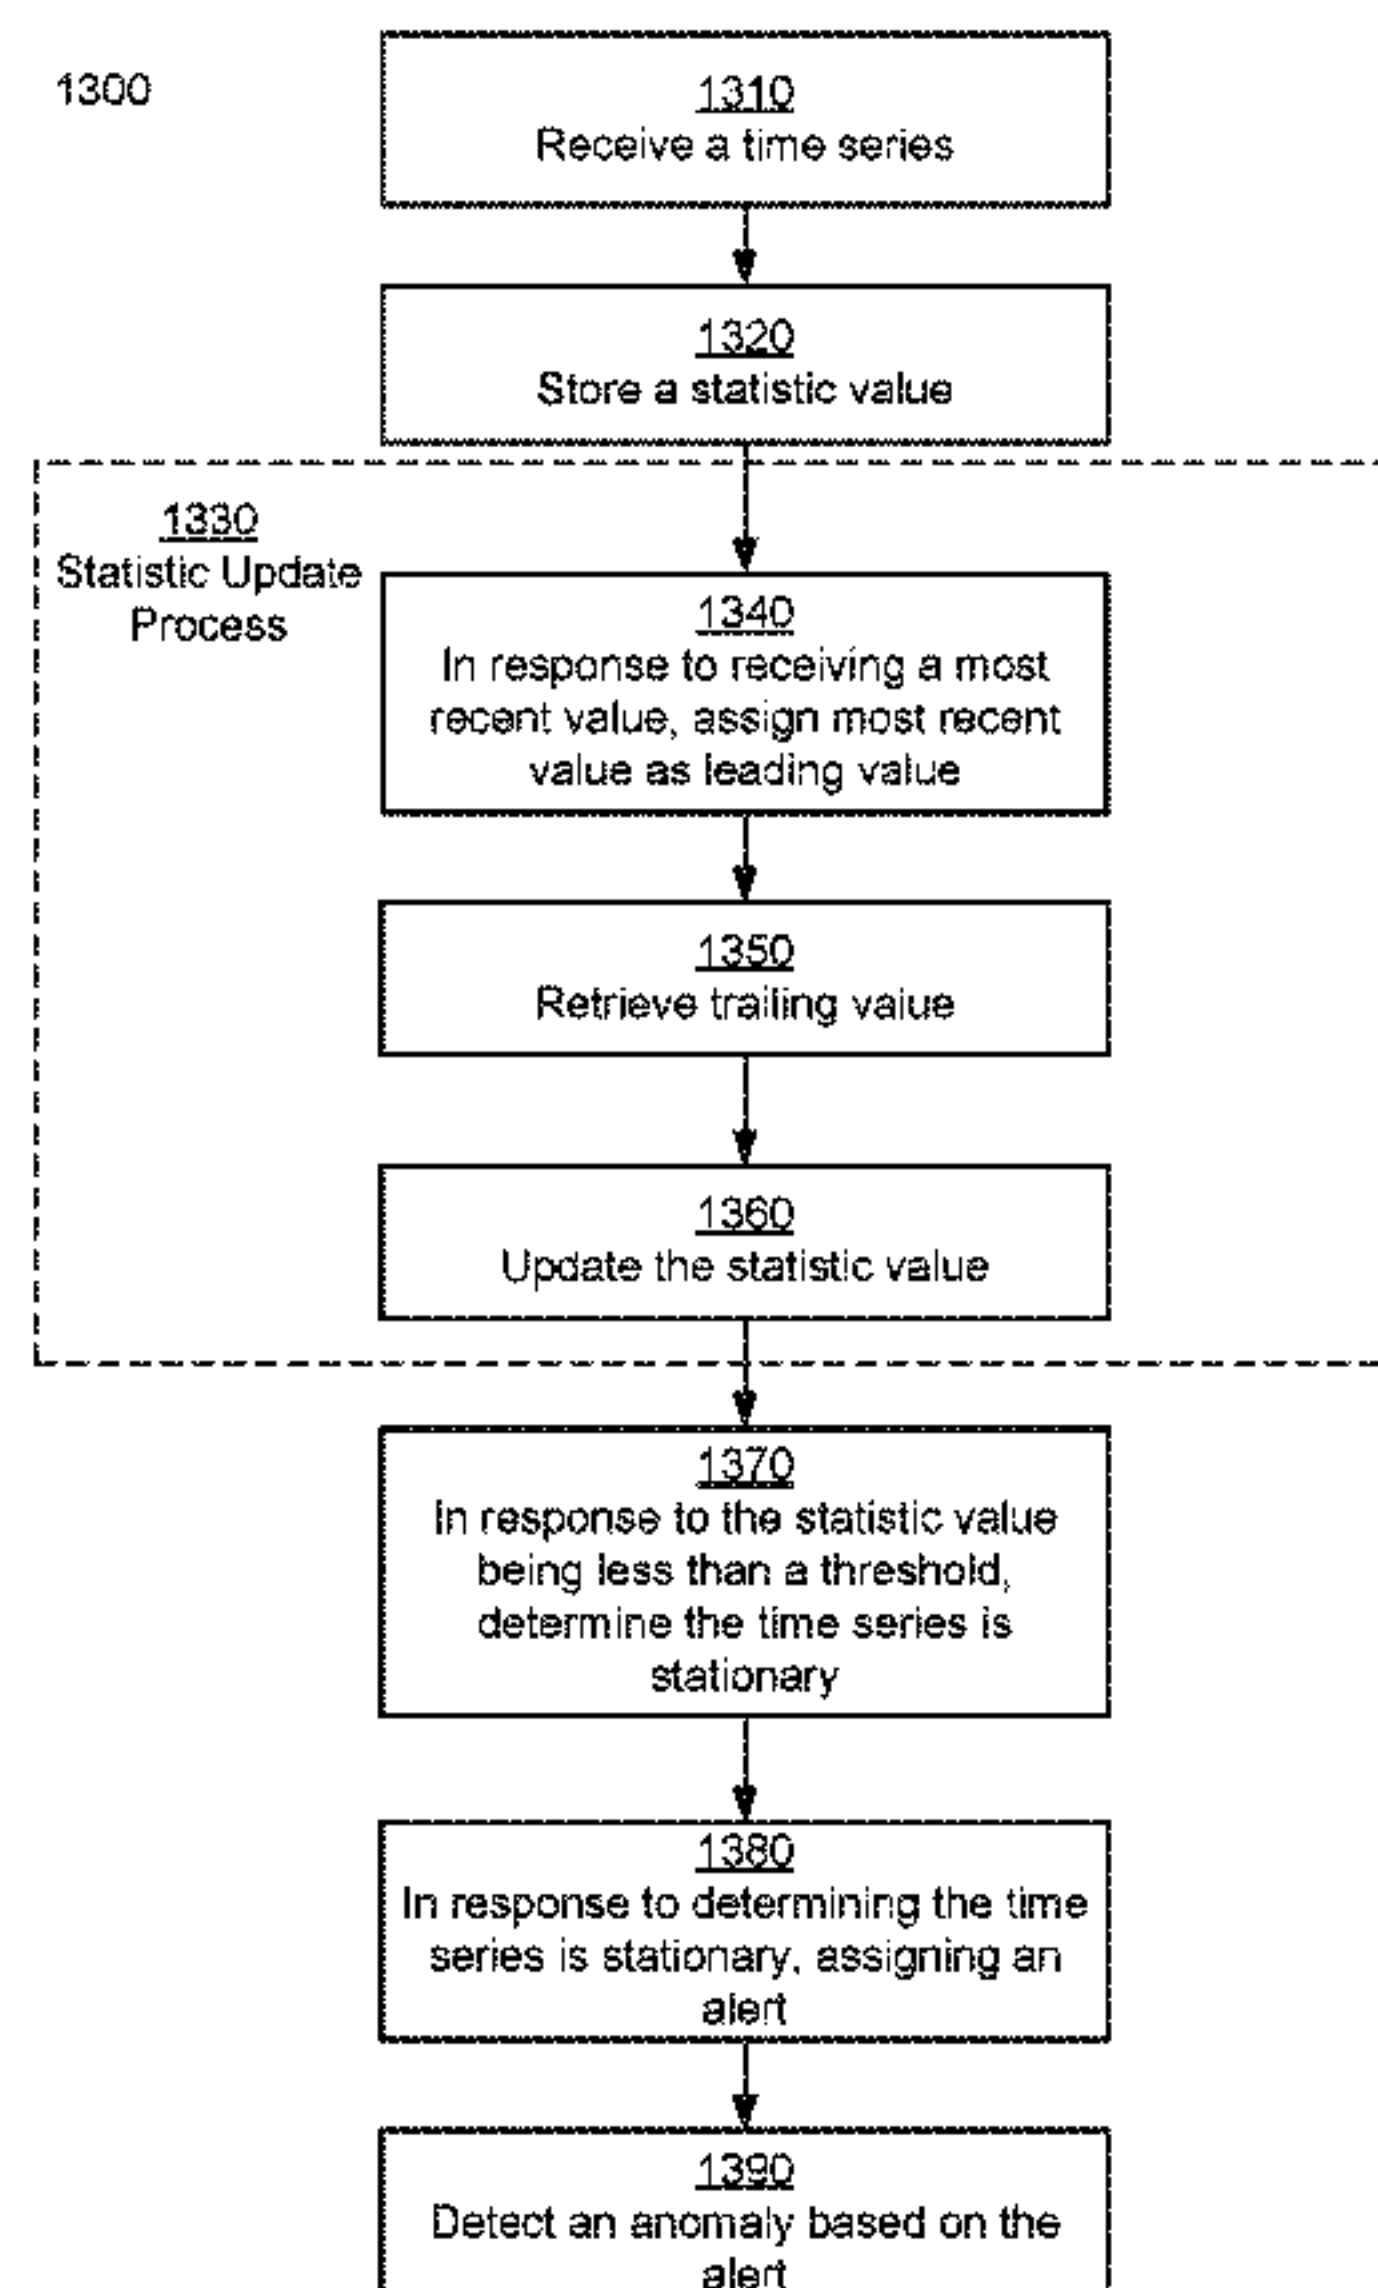 1300
1310
Receive a time series
1320
Store a statistic value
1330
Statistic Update
Process
1340
In response to receiving a most
recent value, assign most recent
value as leading value
1350
Retrieve trailing value
1360
Update the statistic value
1370
In response to the statistic value
being less than a threshold,
determine the time series is
stationary
1380
In response to determining the time
series is stationary, assigning an
alert
1390
Detect an anomaly based on the
alert